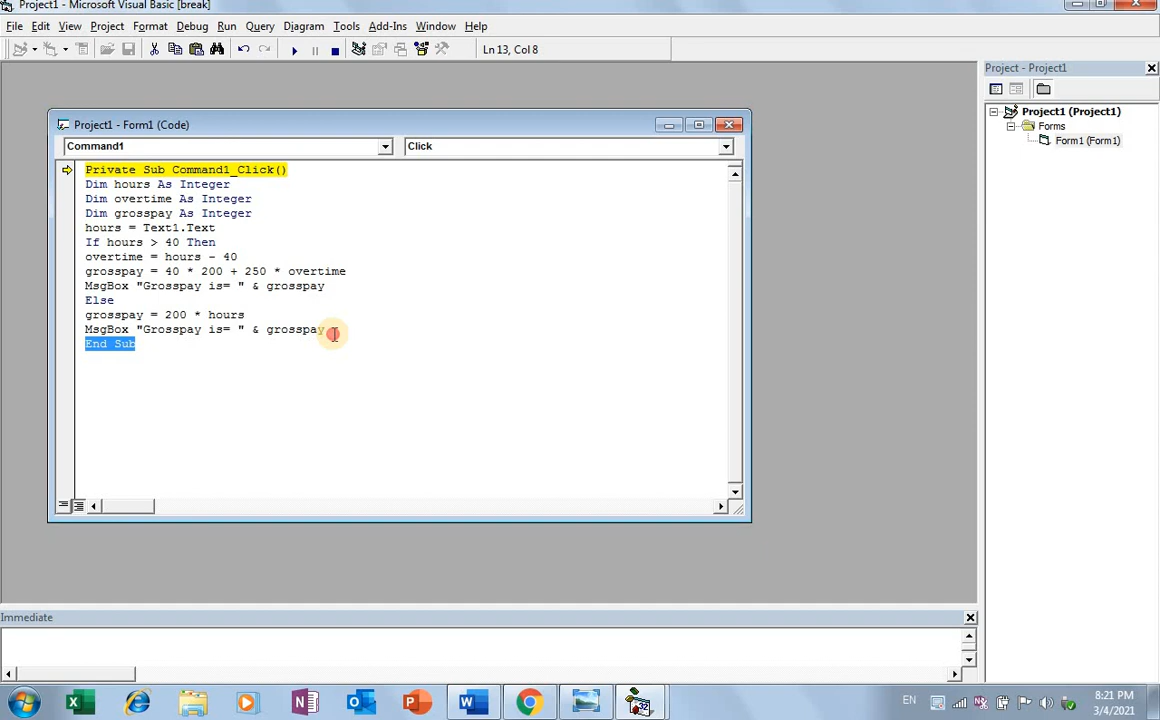 Project1 - Microsoft Visual Basic [break]
File Edit View Project Format Debug Run Query Diagram Tools Add-Ins Window Help
Ln 13, Col 8
Project - Project1
Project1 (Project1)
Forms
Form1 (Form1)
Project1 - Form1 (Code)
Command1 Click
Private Sub Command1_Click()
Dim hours As Integer
Dim overtime As Integer
Dim grosspay As Integer
hours = Text1.Text
If hours > 40 Then
overtime = hours - 40
grosspay = 40 * 200 + 250 * overtime
MsgBox "Grosspay is= " & grosspay
Else
grosspay = 200 * hours
MsgBox "Grosspay is= " & grosspay
End Sub
Immediate
EN
8:21 PM
3/4/2021